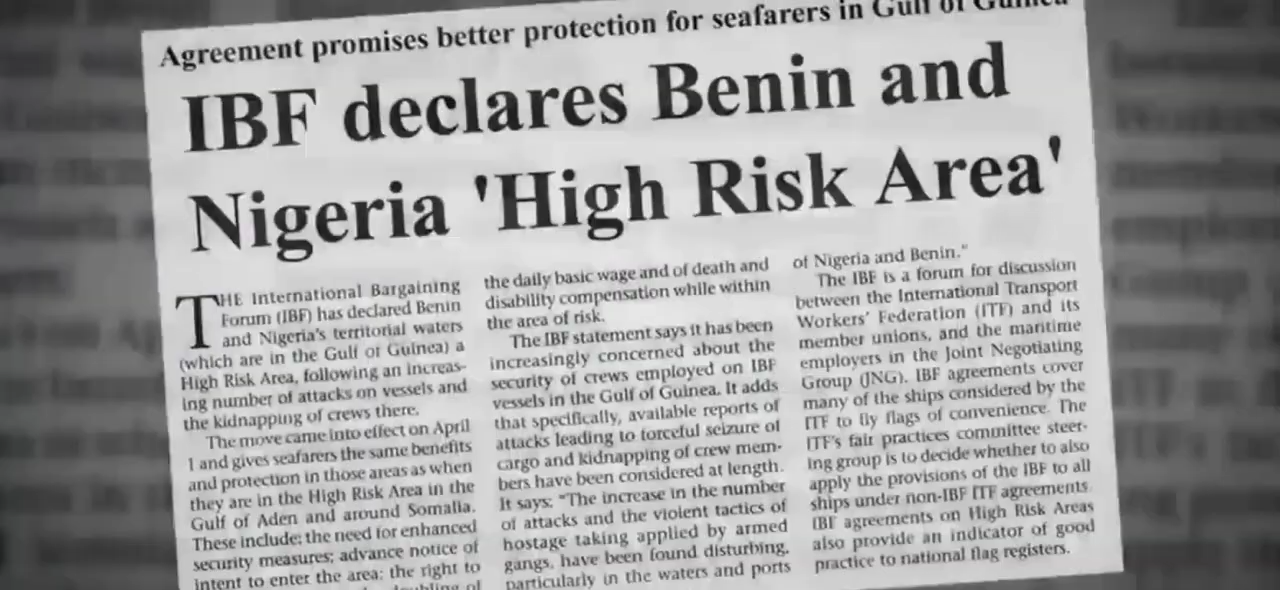 Agreement promises better protection for seafarers in Gulf of Guinea
IBF declares Benin and
Nigeria 'High Risk Area'
THE International Bargaining
Forum (IBF) has declared Benin
and Nigeria's territorial waters
(which are in the Gulf of Guinea) a
High Risk Area, following an increas-
ing number of attacks on vessels and
the kidnapping of crews there.
The move came into effect on April
1 and gives seafarers the same benefits
and protection in those areas as when
they are in the High Risk Area in the
Gulf of Aden and around Somalia.
These include: the need for enhanced
security measures; advance notice of
intent to enter the area; the right to
doubling of
the daily basic wage and of death and
disability compensation while within
the area of risk.
The IBF statement says it has been
increasingly concerned about the
security of crews employed on IBF
vessels in the Gulf of Guinea. It adds
that specifically, available reports of
attacks leading to forceful seizure of
cargo and kidnapping of crew mem-
bers have been considered at length.
It says: "The increase in the number
of attacks and the violent tactics of
hostage taking applied by armed
gangs, have been found disturbing,
particularly in the waters and ports
of Nigeria and Benin."
The IBF is a forum for discussion
between the International Transport
Workers' Federation (ITF) and its
member unions, and the maritime
employers in the Joint Negotiating
Group (JNG). IBF agreements cover
many of the ships considered by the
ITF to fly flags of convenience. The
ITF's fair practices committee steer-
ing group is to decide whether to also
apply the provisions of the IBF to all
ships under non-IBF ITF agreements
IBF agreements on High Risk Areas
also provide an indicator of good
practice to national flag registers.